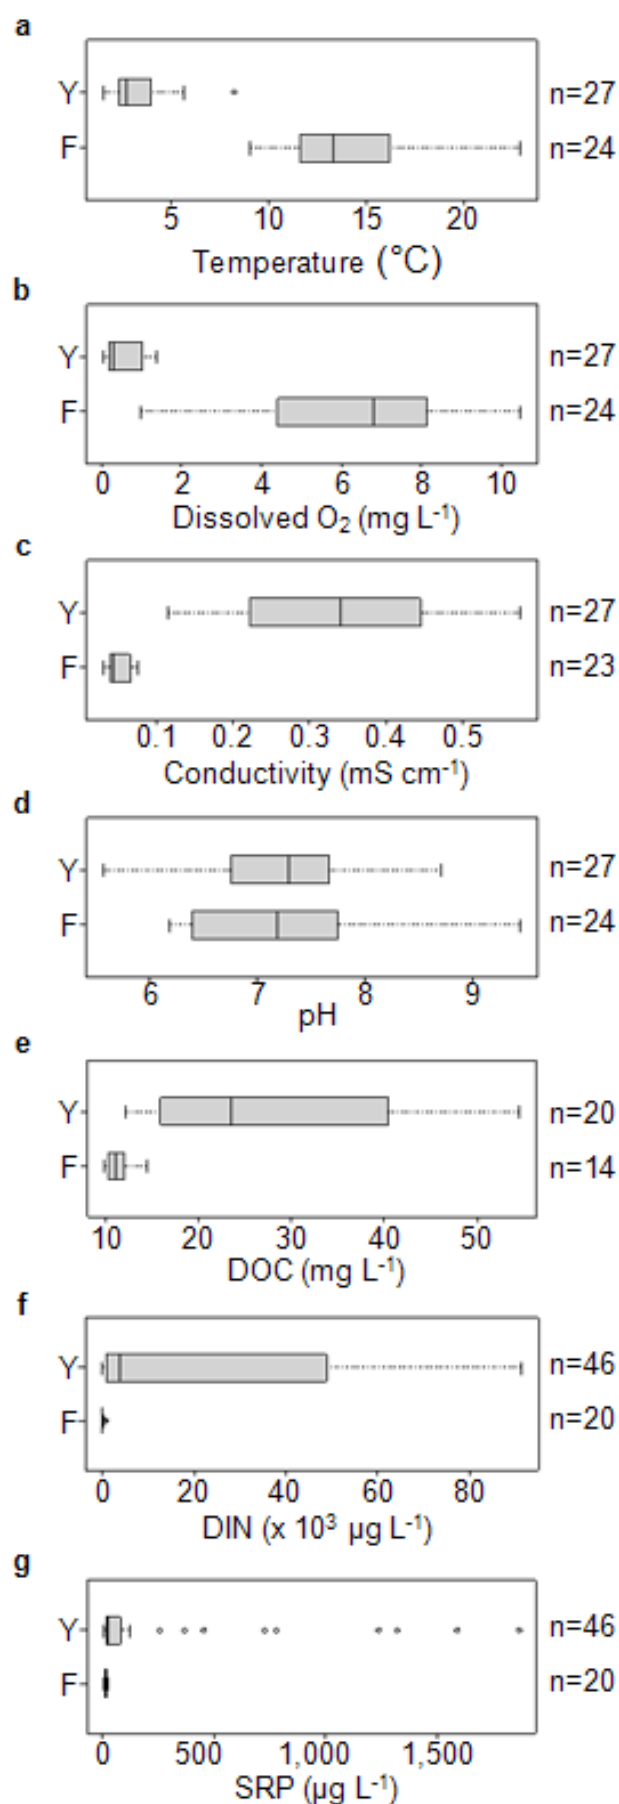 a
Y n=27
F n=24
5 10 15 20
Temperature (°C)
b
Y n=27
F n=24
0 2 4 6 8 10
Dissolved O₂ (mg L⁻¹)
c
Y n=27
F n=23
0.1 0.2 0.3 0.4 0.5
Conductivity (mS cm⁻¹)
d
Y n=27
F n=24
6 7 8 9
pH
e
Y n=20
F n=14
10 20 30 40 50
DOC (mg L⁻¹)
f
Y n=46
F n=20
0 20 40 60 80
DIN (x 10³ µg L⁻¹)
g
Y n=46
F n=20
0 500 1,000 1,500
SRP (µg L⁻¹)